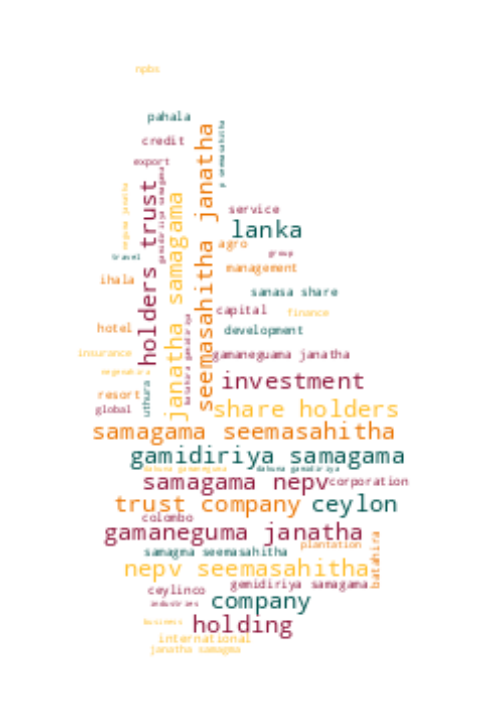 npbs
pahala
credit
export
holders trust
janatha samagama
seemasahitha janatha
service
lanka
agro
group
travel
management
ihala
sanasa share
capital
finance
hotel
development
insurance
gamaneguma janatha
investment
resort
uthura
global
share holders
samagama seemasahitha
gamidiriya samagama
samagama nepv
corporation
trust company
ceylon
colombo
gamaneguma janatha
plantation
batahira
samagma seemasahitha
nepv seemasahitha
gemidiriya samagama
ceylinco
industries
company
business
holding
international
janatha samagma